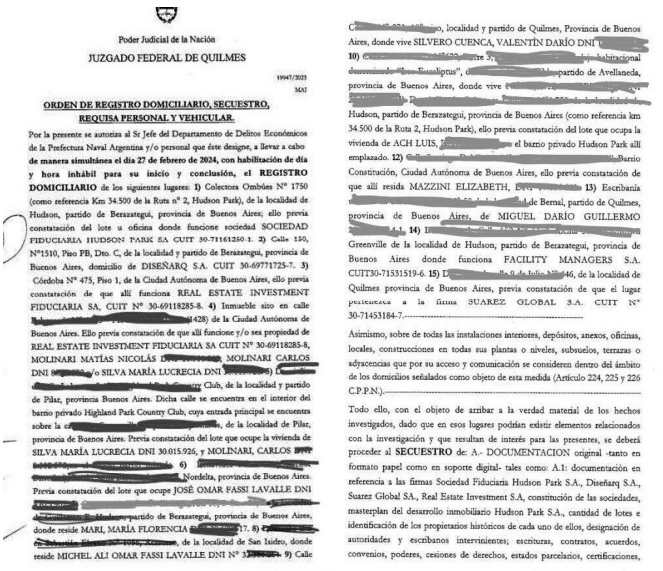 Poder Judicial de la Nación
JUZGADO FEDERAL DE QUILMES
19947/2023
MAI
ORDEN DE REGISTRO DOMICILIARIO, SECUESTRO,
REQUISA PERSONAL Y VEHICULAR.
Por la presente se autoriza al Sr Jefe del Departamento de Delitos Económicos
de la Prefectura Naval Argentina y/o personal que éste designe, a llevar a cabo
de manera simultánea el día 27 de febrero de 2024, con habilitación de día
y hora inhábil para su inicio y conclusión, el REGISTRO
DOMICILIARIO de los siguientes lugares: 1) Colectora Ombúes N° 1750
(como referencia Km 34.500 de la Ruta n° 2, Hudson Park), de la localidad de
Hudson, partido de Berazategui, provincia de Buenos Aires; ello previa
constatación del lote u oficina donde funcione sociedad SOCIEDAD
FIDUCIARIA HUDSON PARK SA CUIT 30-71161250-1. 2) Calle 150,
N°1510, Piso PB, Dto. C, de la localidad y partido de Berazategui, provincia de
Buenos Aires, domicilio de DISEÑARQ S.A. CUIT 30-69771725-7. 3)
Córdoba N° 475, Piso 1, de la Ciudad Autónoma de Buenos Aires, ello previa
constatación de que allí funciona REAL ESTATE INVESTMENT
FIDUCIARIA SA, CUIT N° 30-69118285-8. 4) Inmueble sito en calle
1428) de la Ciudad Autónoma de
Buenos Aires. Ello previa constatación de que allí funcione y/o sea propiedad de
REAL ESTATE INVESTMENT FIDUCIARIA SA CUIT N° 30-69118285-8,
MOLINARI MATÍAS NICOLÁS MOLINARI CARLOS
DNI y/o SILVA MARÍA LUCRECIA DNI
Country Club, de la localidad y partido
de Pilar, provincia Buenos Aires. Dicha calle se encuentra en el interior del
barrio privado Highland Park Country Club, cuya entrada principal se encuentra
sobre la de la localidad de Pilar,
provincia de Buenos Aires. Previa constatación del lote que ocupe la vivienda de
SILVA MARÍA LUCRECIA DNI 30.015.926, y MOLINARI, CARLOS
6)
Nordelta, provincia de Buenos Aires.
Previa constatación del lote que ocupe JOSÉ OMAR FASSI LAVALLE DNI
Hudson, partido de Berazategui, provincia de Buenos Aires,
donde reside MARI, MARÍA FLORENCIA 8)
de la localidad de San Isidro, donde
reside MICHEL ALI OMAR FASSI LAVALLE DNI N° 9) Calle
localidad y partido de Quilmes, Provincia de Buenos
Aires, donde vive SILVERO CUENCA, VALENTÍN DARÍO DNI
10) habitacional
partido de Avellaneda,
provincia de Buenos Aires, donde vive
Hudson, partido de Berazategui, provincia de Buenos Aires (como referencia km
34.500 de la Ruta 2, Hudson Park), ello previa constatación del lote que ocupa la
vivienda de ACH LUIS, el barrio privado Hudson Park allí
emplazado. 12) Barrio
Constitución, Ciudad Autónoma de Buenos Aires, ello previa constatación de
que allí resida MAZZINI ELIZABETH, 13) Escribanía
de Bernal, partido de Quilmes,
provincia de Buenos Aires, de MIGUEL DARÍO GUILLERMO
14)
Greenville de la localidad de Hudson, partido de Berazategui, provincia de
Buenos Aires donde funciona FACILITY MANAGERS S.A.
CUIT30-71531519-6. 15) de la localidad de
Quilmes provincia de Buenos Aires, previa constatación de que el lugar
pertenezca a la firma SUAREZ GLOBAL S.A. CUIT N°
30-71453184-7.
Asimismo, sobre de todas las instalaciones interiores, depósitos, anexos, oficinas,
locales, construcciones en todas sus plantas o niveles, subsuelos, terrazas o
adyacencias que por su acceso y comunicación se consideren dentro del ámbito
de los domicilios señalados como objeto de esta medida (Artículo 224, 225 y 226
C.P.P.N.).
Todo ello, con el objeto de arribar a la verdad material de los hechos
investigados, dado que en esos lugares podrían existir elementos relacionados
con la investigación y que resultan de interés para las presentes, se deberá
proceder al SECUESTRO de: A.- DOCUMENTACION original -tanto en
formato papel como en soporte digital- tales como: A.1: documentación en
referencia a las firmas Sociedad Fiduciaria Hudson Park S.A., Diseñarq S.A.,
Suarez Global SA., Real Estate Investment S.A, constitución de las sociedades,
masterplan del desarrollo inmobiliario Hudson Park S.A., cantidad de lotes e
identificación de los propietarios históricos de cada uno de ellos, designación de
autoridades y escribanos intervinientes; escrituras, contratos, acuerdos,
convenios, poderes, cesiones de derechos, estados parcelarios, certificaciones,